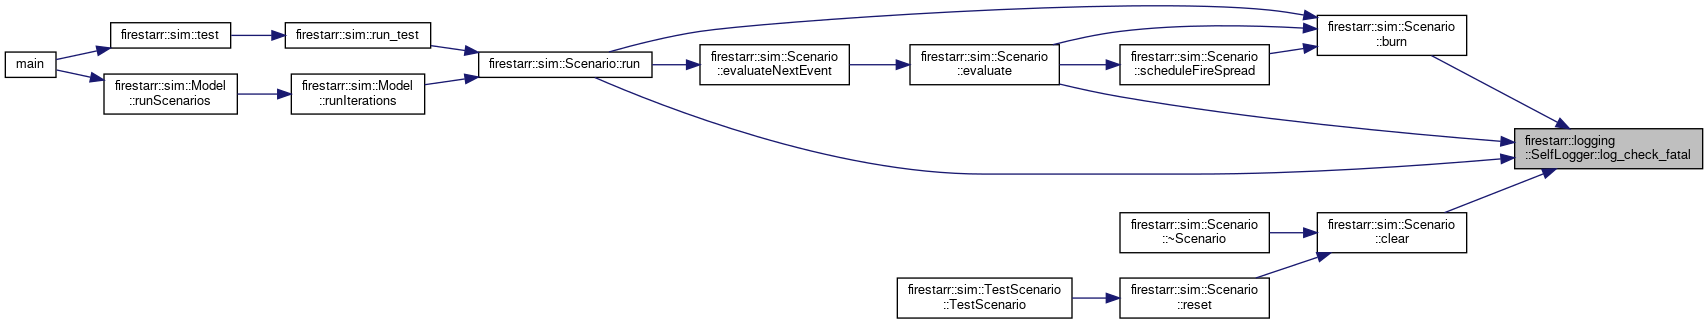 main
firestarr::sim::test
firestarr::sim::Model
::runScenarios
firestarr::sim::run_test
firestarr::sim::Model
::runIterations
firestarr::sim::Scenario::run
firestarr::sim::Scenario
::evaluateNextEvent
firestarr::sim::Scenario
::evaluate
firestarr::sim::Scenario
::scheduleFireSpread
firestarr::sim::Scenario
::burn
firestarr::logging
::SelfLogger::log_check_fatal
firestarr::sim::Scenario
::~Scenario
firestarr::sim::Scenario
::clear
firestarr::sim::TestScenario
::TestScenario
firestarr::sim::Scenario
::reset